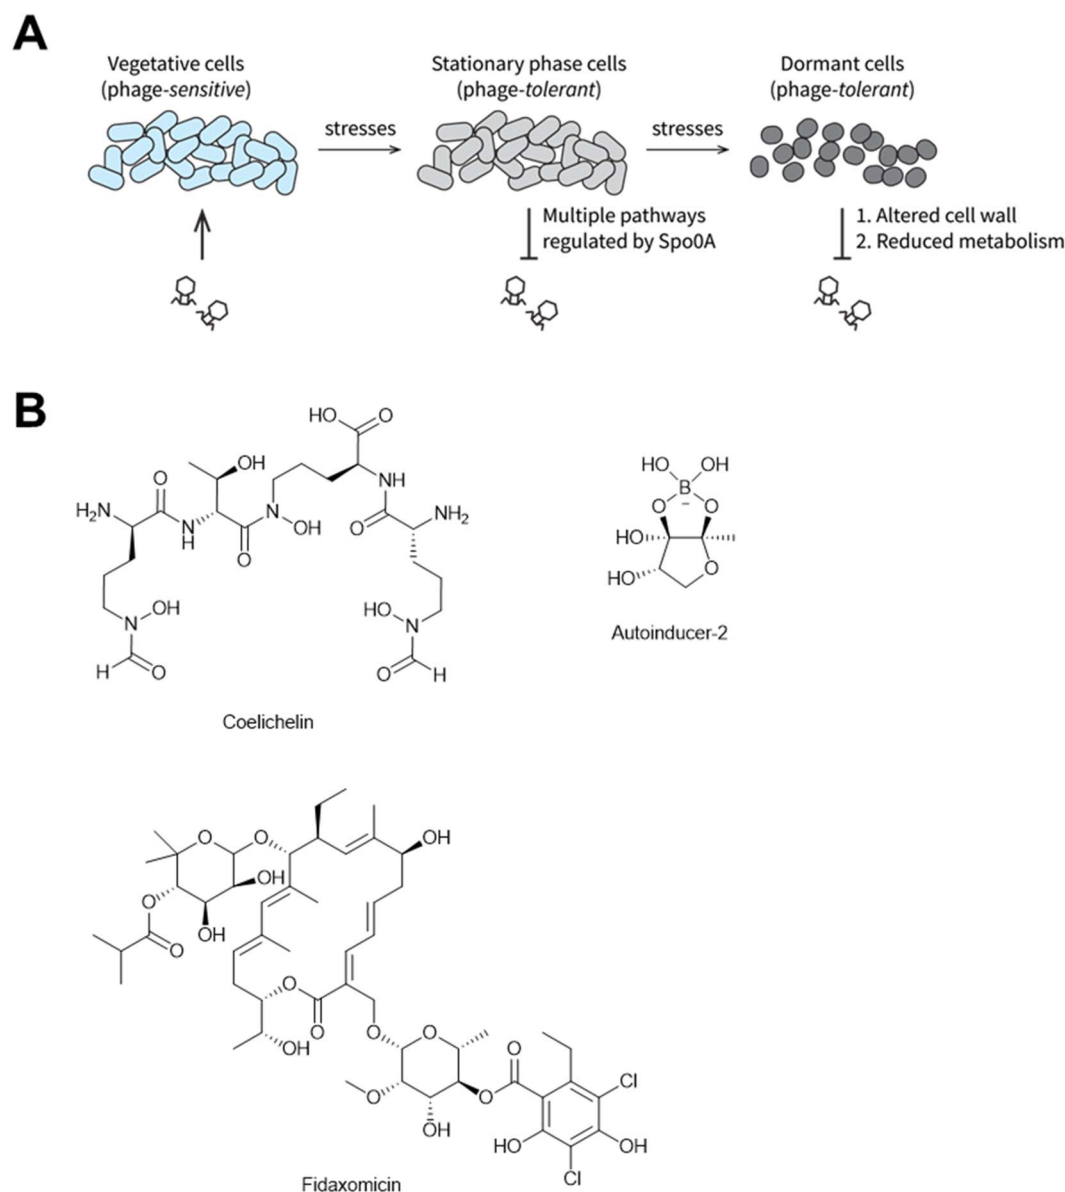 A
Vegetative cells
(phage-sensitive)
stresses
Stationary phase cells
(phage-tolerant)
stresses
Dormant cells
(phage-tolerant)
Multiple pathways
regulated by Spo0A
1. Altered cell wall
2. Reduced metabolism
B
HO
O
OH
O
NH
H2N
N
H
O
N
OH
O
NH2
N
OH
H
O
HO
N
O
H
Coelichelin
HO
OH
B
−
O
O
HO
HO
O
Autoinducer-2
O
O
OH
OH
O
OH
O
O
O
OH
O
O
O
O
OH
O
O
Cl
HO
OH
Cl
Fidaxomicin